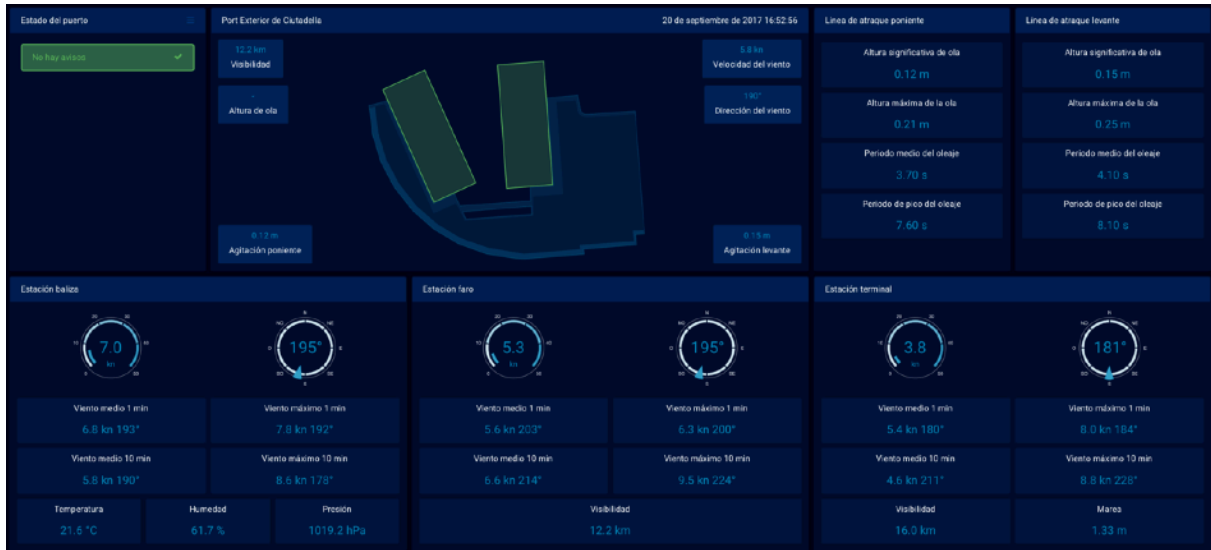 Estado del puerto
No hay avisos
Port Exterior de Ciutadella
20 de septiembre de 2017 16:52:56
12.2 km
Visibilidad
-
Altura de ola
5.8 kn
Velocidad del viento
190°
Dirección del viento
0.12 m
Agitación poniente
0.15 m
Agitación levante
Linea de atraque poniente
Altura significativa de ola
0.12 m
Altura máxima de la ola
0.21 m
Periodo medio del oleaje
3.70 s
Periodo de pico del oleaje
7.60 s
Linea de atraque levante
Altura significativa de ola
0.15 m
Altura máxima de la ola
0.25 m
Periodo medio del oleaje
4.10 s
Periodo de pico del oleaje
8.10 s
Estación baliza
7.0
kn
195°
Viento medio 1 min
6.8 kn 193°
Viento máximo 1 min
7.8 kn 192°
Viento medio 10 min
5.8 kn 190°
Viento máximo 10 min
8.6 kn 178°
Temperatura
21.6 °C
Humedad
61.7 %
Presión
1019.2 hPa
Estación faro
5.3
kn
195°
Viento medio 1 min
5.6 kn 203°
Viento máximo 1 min
6.3 kn 200°
Viento medio 10 min
6.6 kn 214°
Viento máximo 10 min
9.5 kn 224°
Visibilidad
12.2 km
Estación terminal
3.8
kn
181°
Viento medio 1 min
5.4 kn 180°
Viento máximo 1 min
8.0 kn 184°
Viento medio 10 min
4.6 kn 211°
Viento máximo 10 min
8.8 kn 228°
Visibilidad
16.0 km
Marea
1.33 m